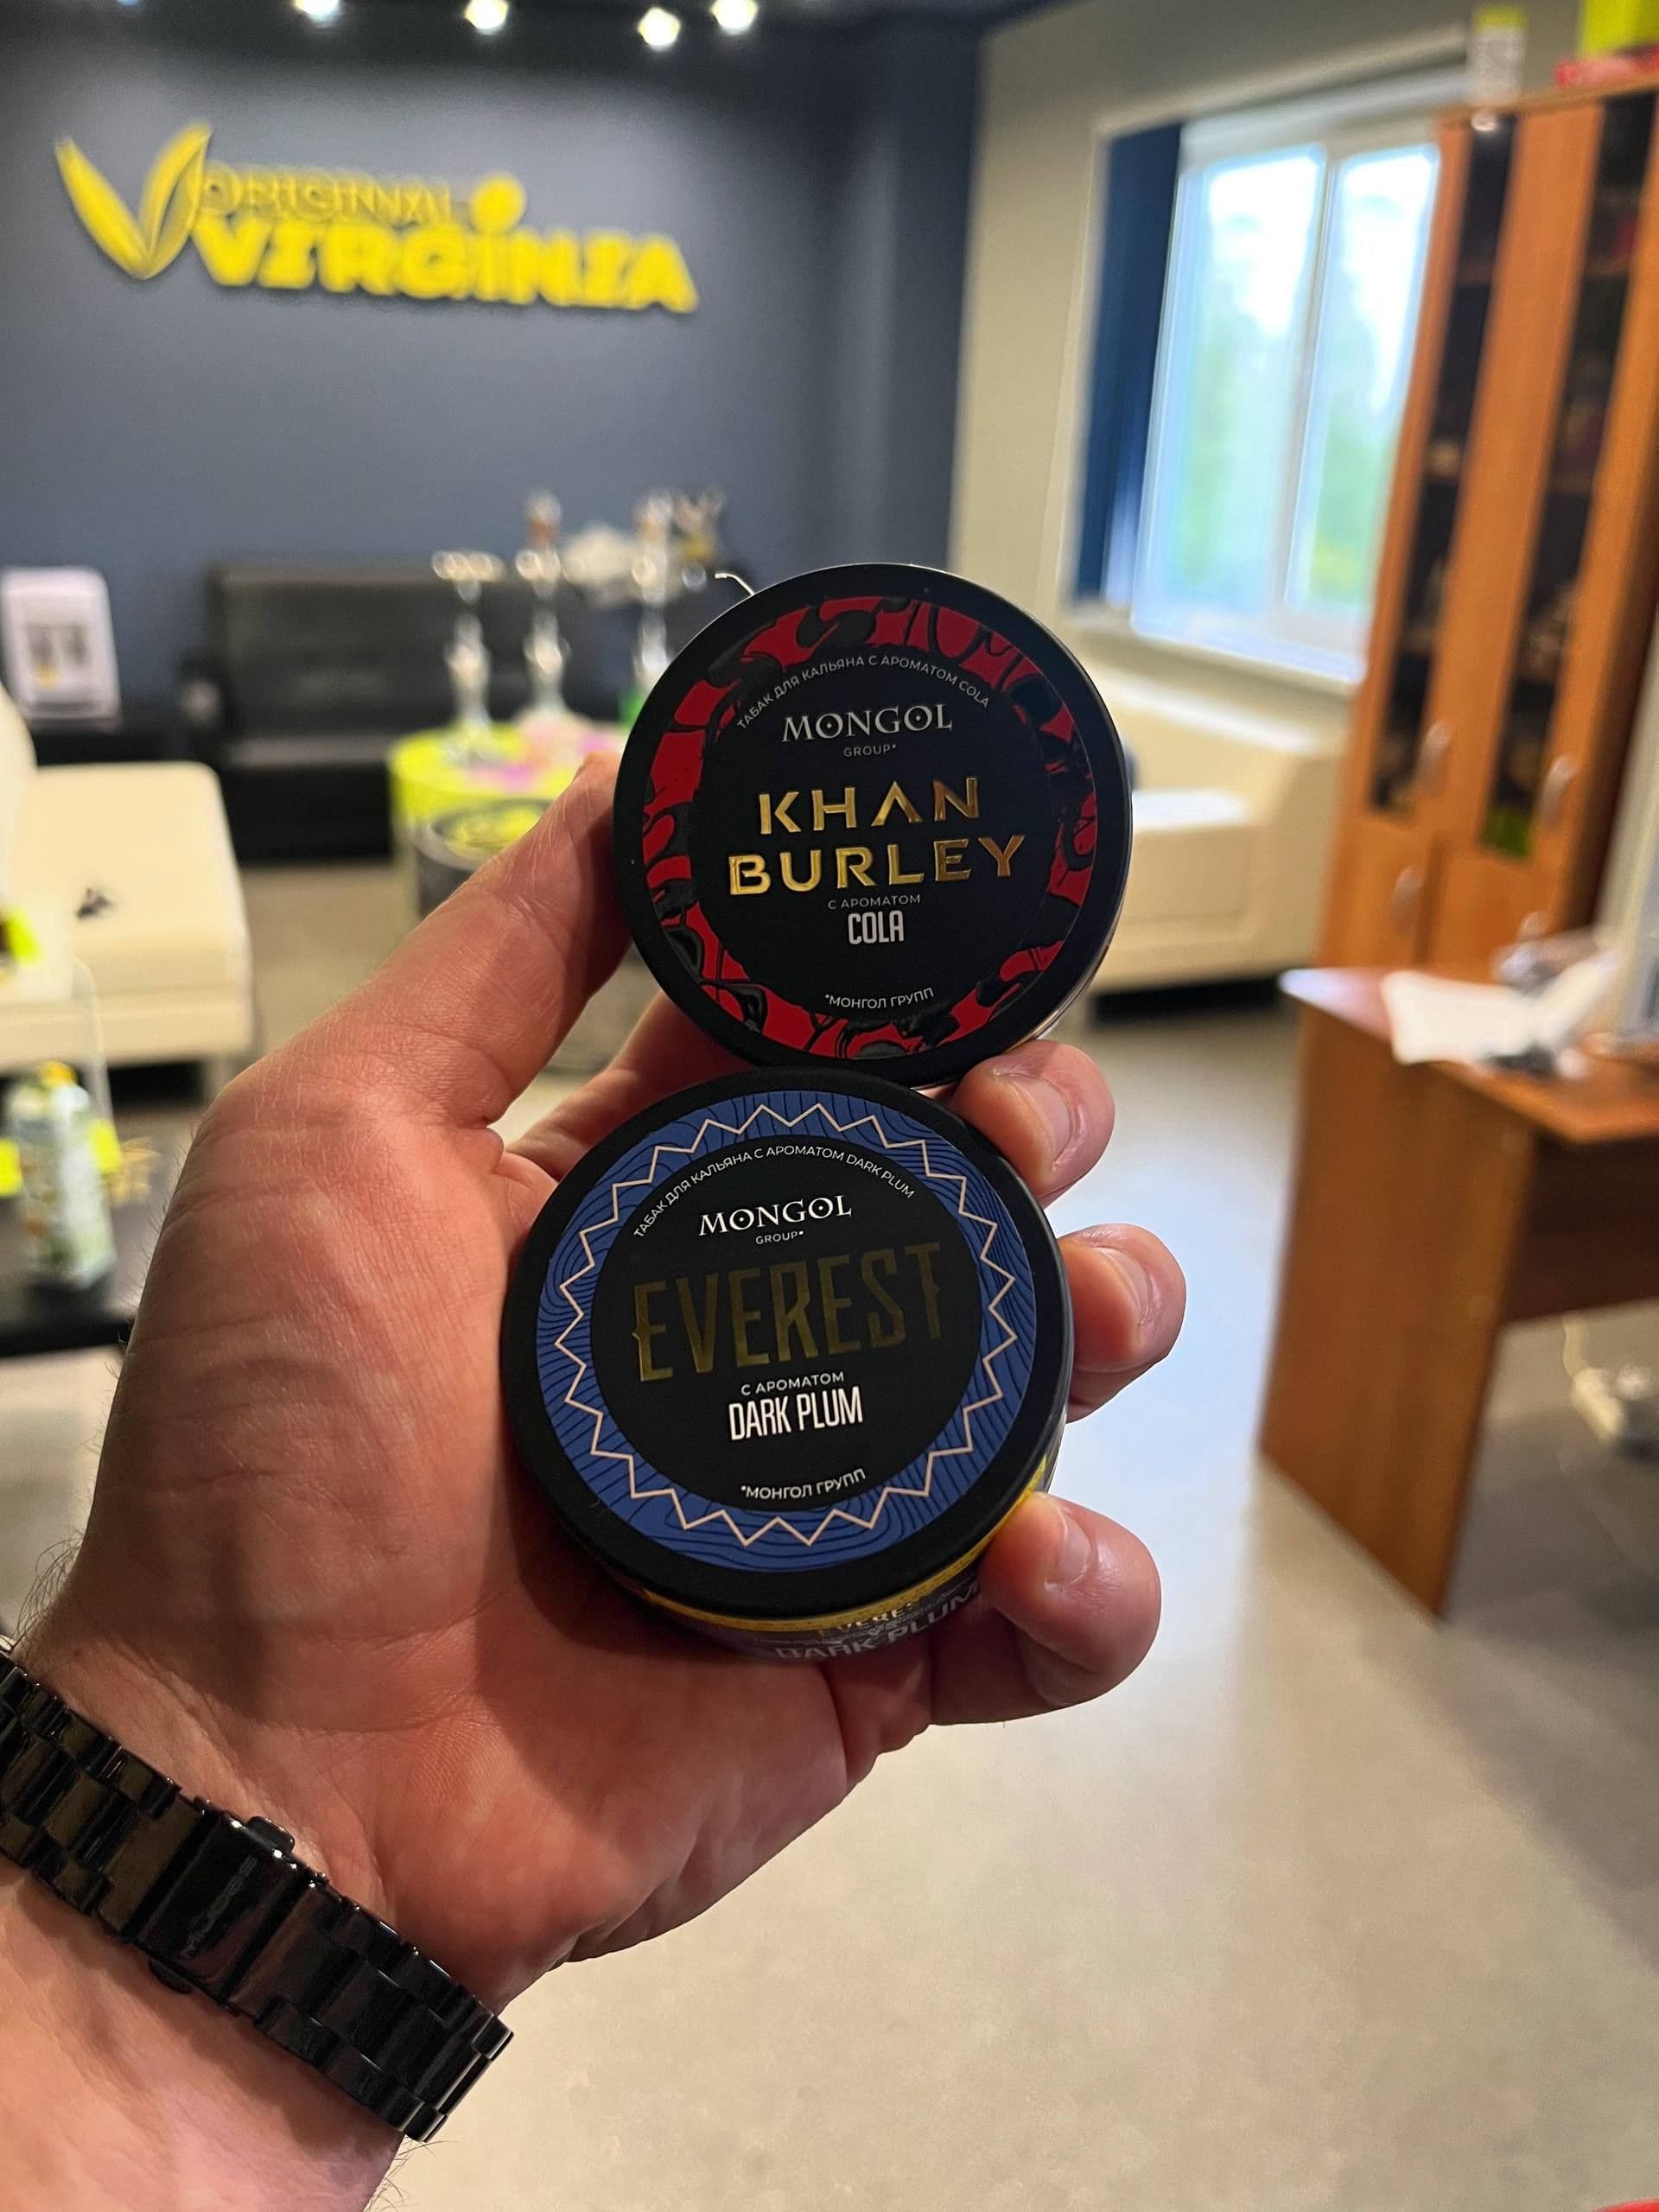 ORIGINAL
VIRGINIA
ТАБАК ДЛЯ КАЛЬЯНА С АРОМАТОМ COLA
MONGOL
GROUP*
KHAN
BURLEY
С АРОМАТОМ
COLA
*МОНГОЛ ГРУПП
ТАБАК ДЛЯ КАЛЬЯНА С АРОМАТОМ DARK PLUM
MONGOL
GROUP*
EVEREST
С АРОМАТОМ
DARK PLUM
*МОНГОЛ ГРУПП
EVEREST
DARK PLUM